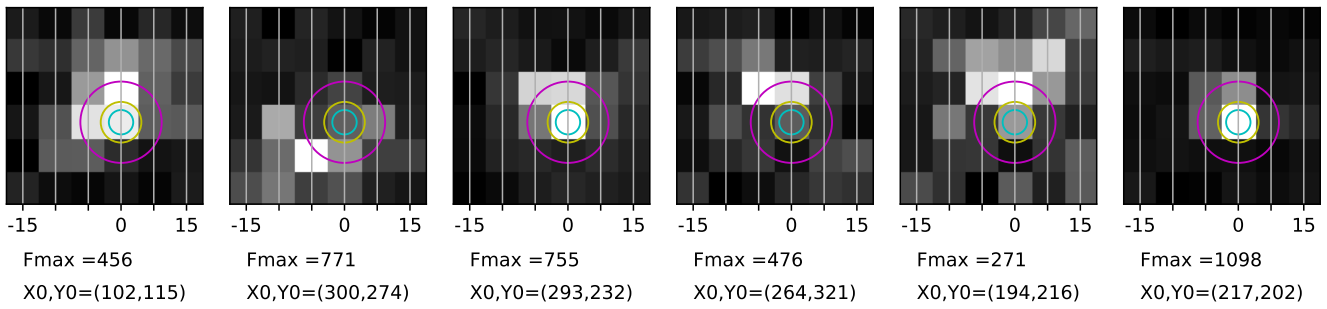 -15 0 15 -15 0 15 -15 0 15 -15 0 15 -15 0 15 -15 0 15
Fmax =456 Fmax =771 Fmax =755 Fmax =476 Fmax =271 Fmax =1098
X0,Y0=(102,115) X0,Y0=(300,274) X0,Y0=(293,232) X0,Y0=(264,321) X0,Y0=(194,216) X0,Y0=(217,202)